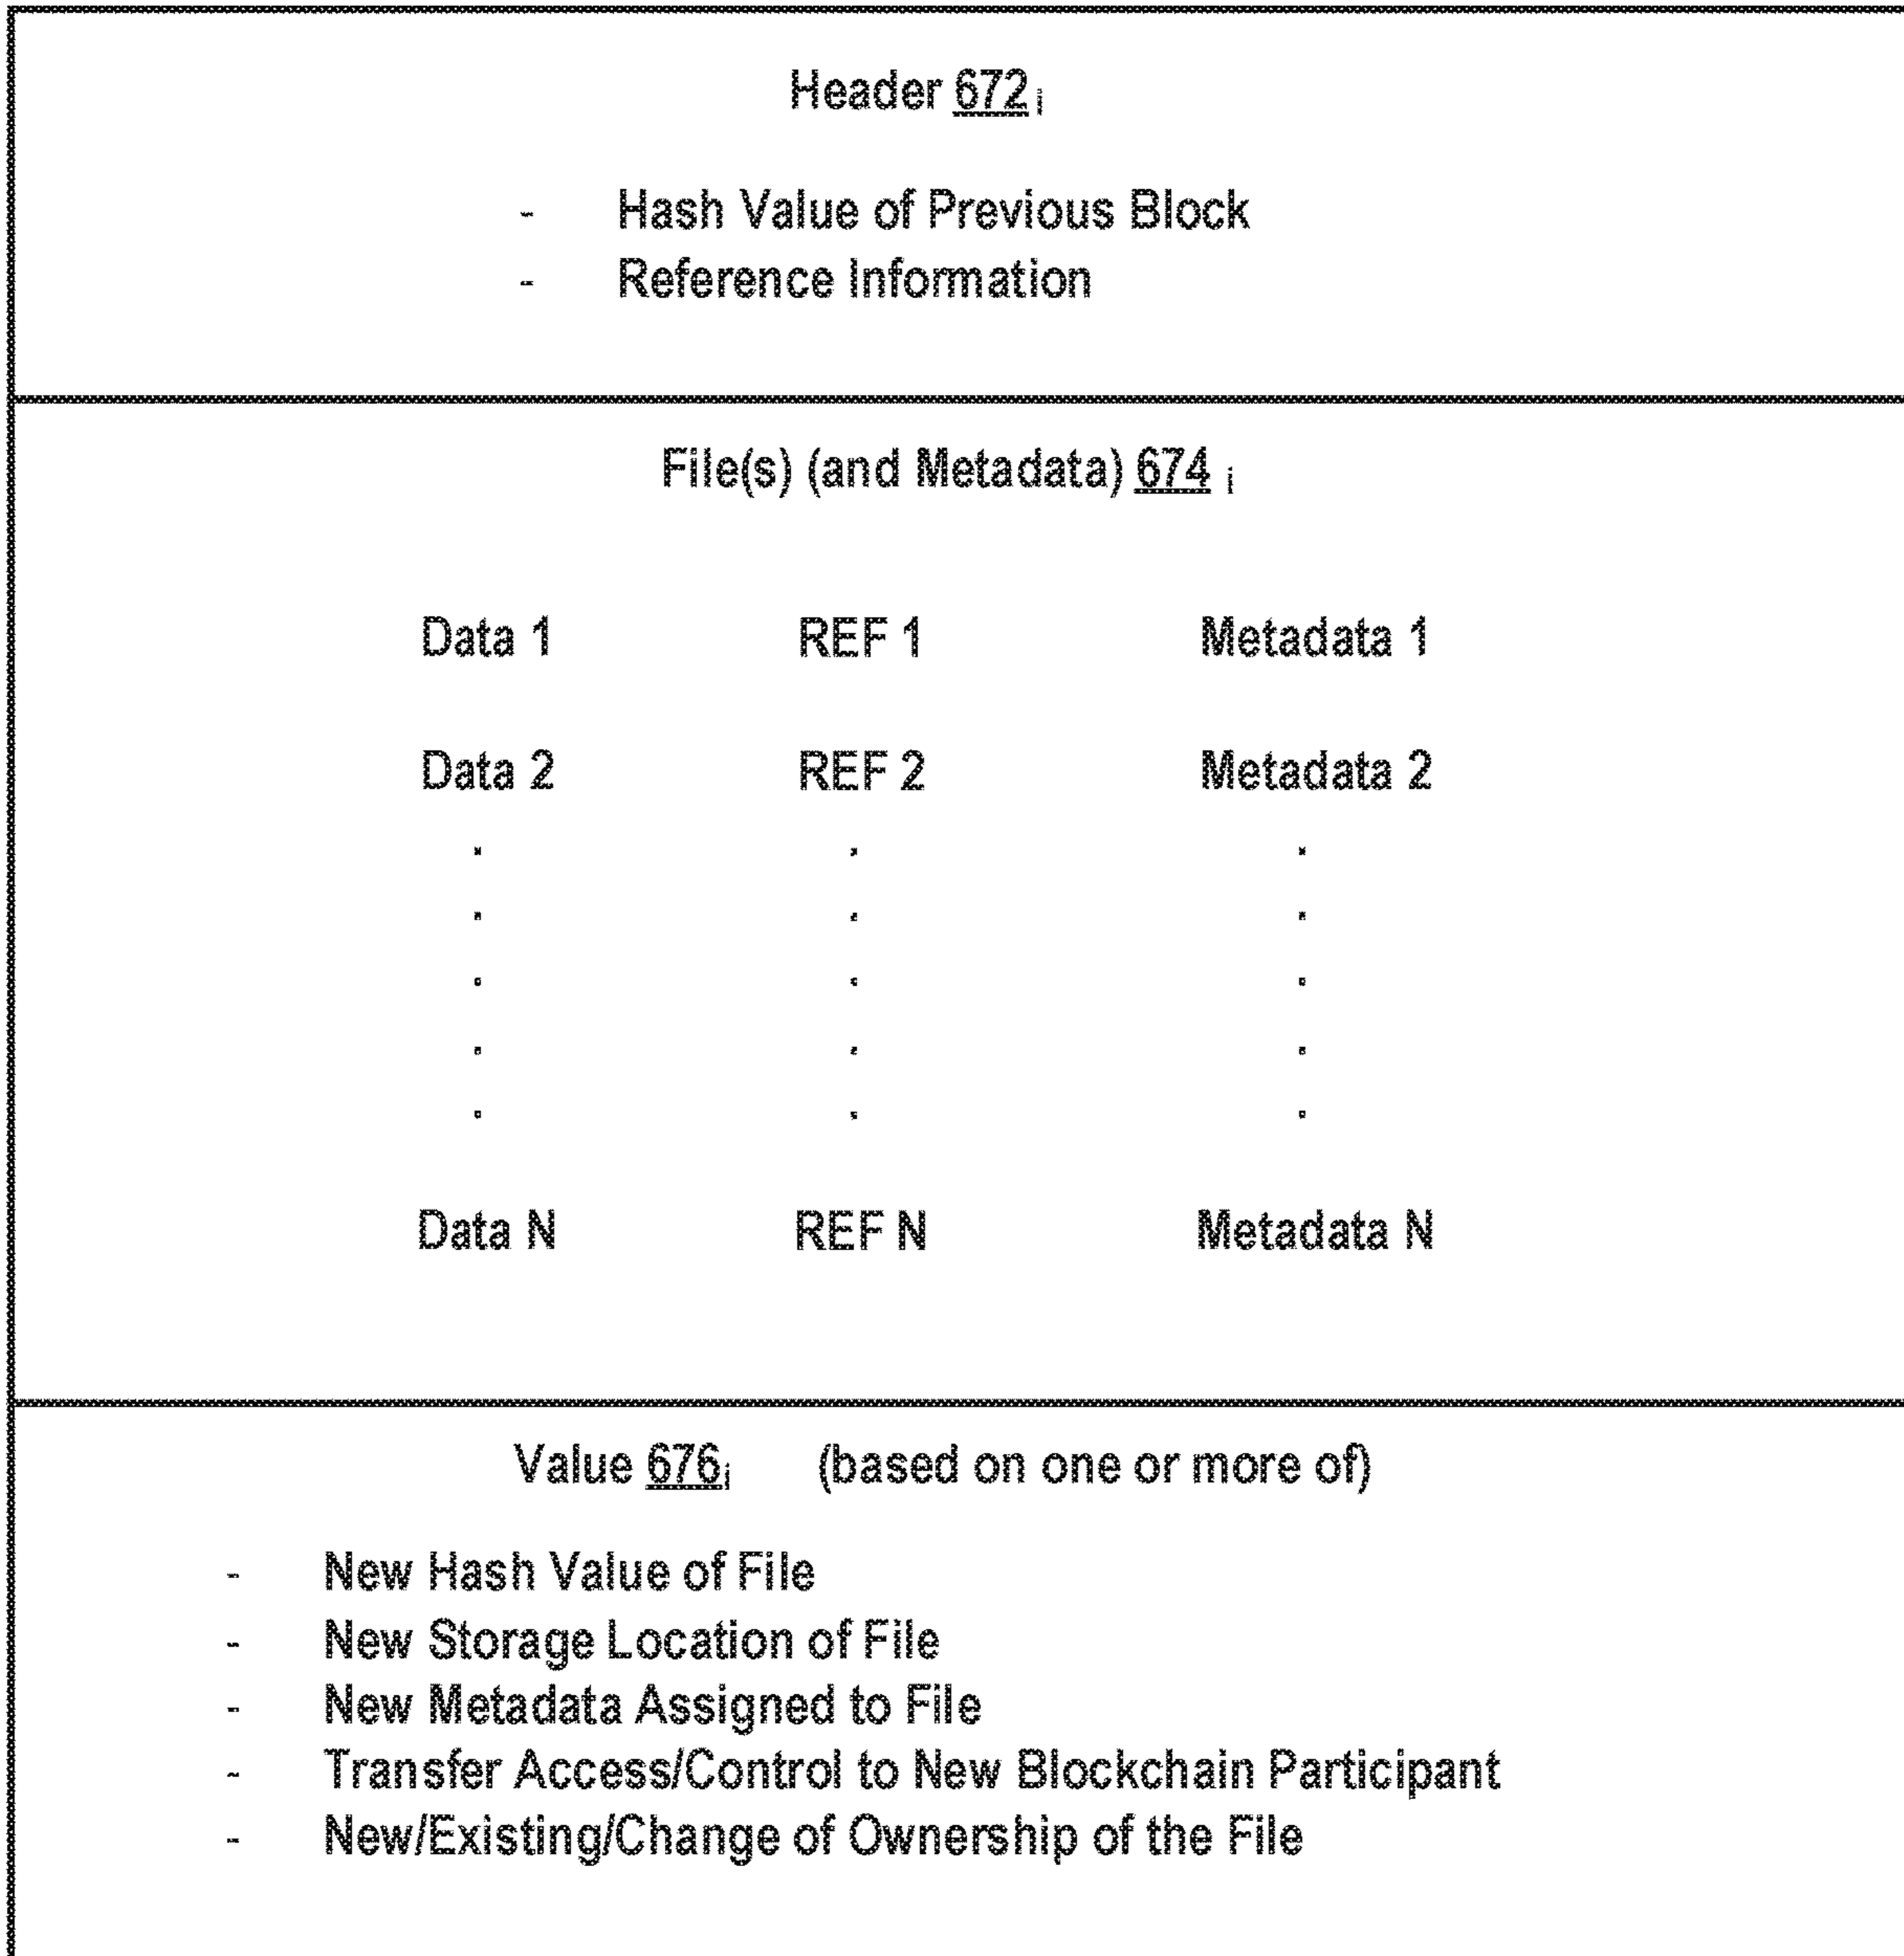 Header 672 i
- Hash Value of Previous Block
- Reference Information
File(s) (and Metadata) 674 i
Data 1 REF 1 Metadata 1
Data 2 REF 2 Metadata 2
. . .
. . .
. . .
. . .
. . .
Data N REF N Metadata N
Value 676i (based on one or more of)
- New Hash Value of File
- New Storage Location of File
- New Metadata Assigned to File
- Transfer Access/Control to New Blockchain Participant
- New/Existing/Change of Ownership of the File